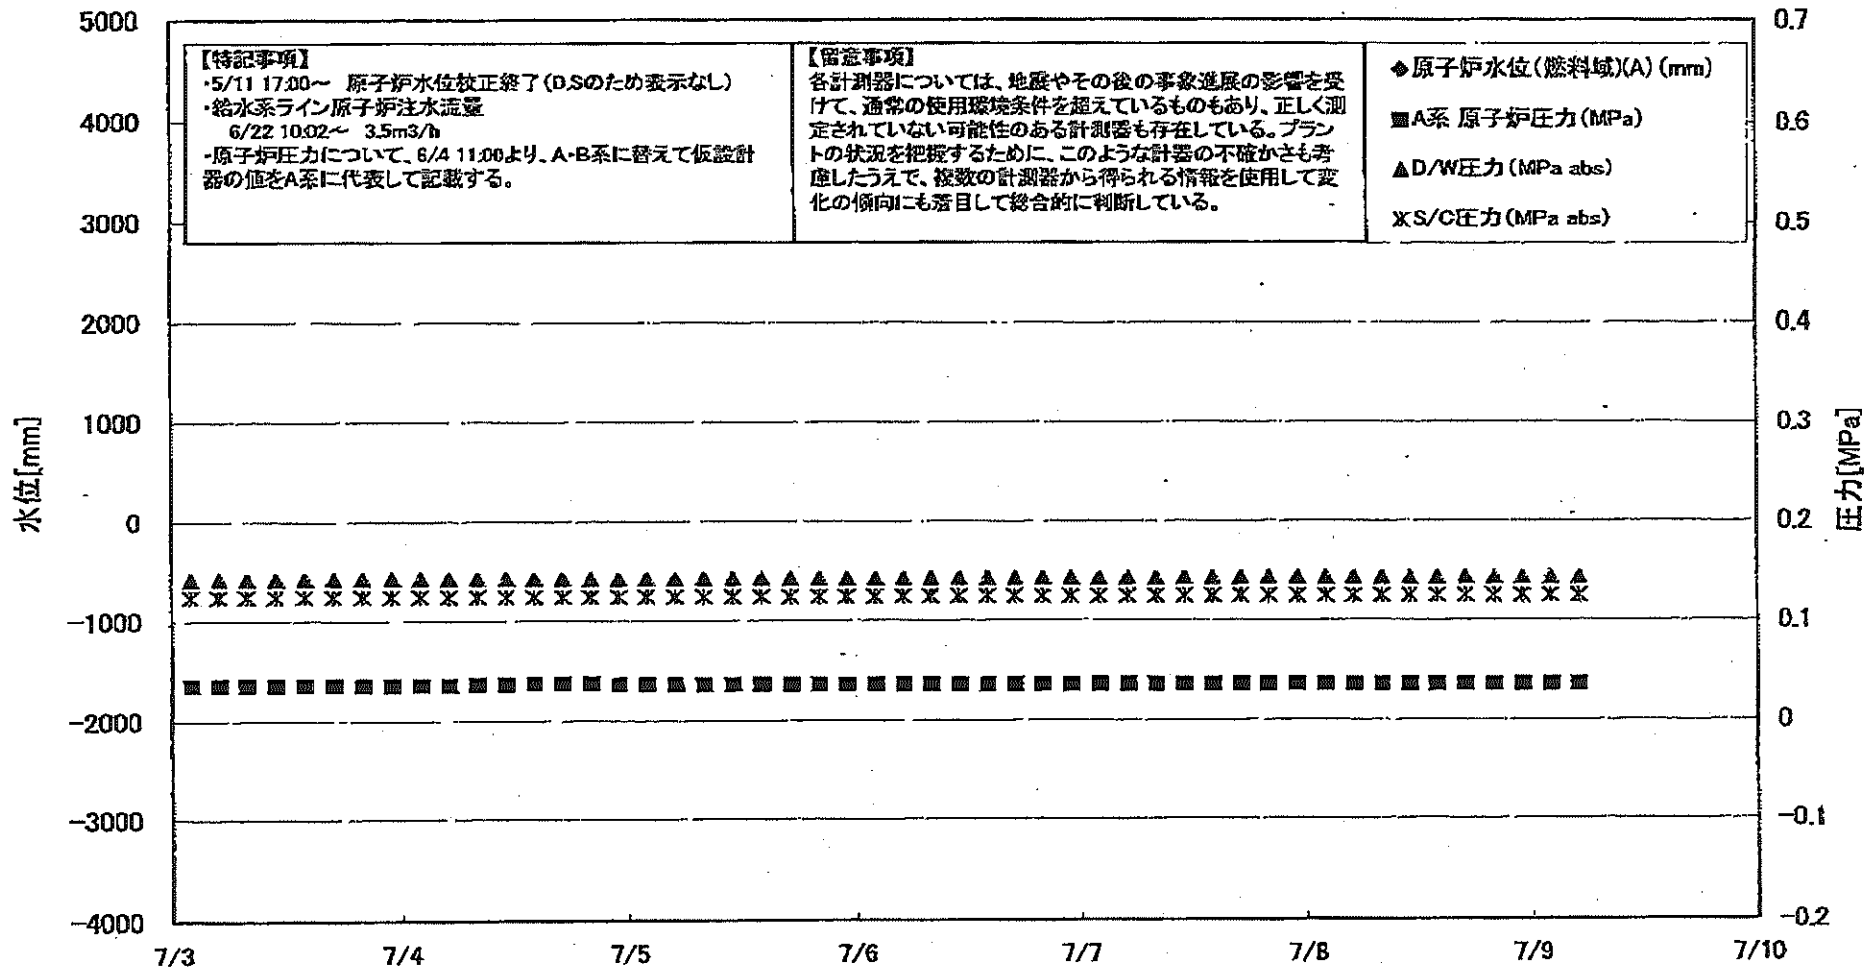 【特記事項】
・5/11 17:00～ 原子炉水位校正終了(D.Sのため表示なし)
・給水系ライン原子炉注水流量
6/22 10:02～ 3.5m3/h
・原子炉圧力について、6/4 11:00より、A・B系に替えて仮設計
器の値をA系に代表して記載する。
【留意事項】
各計測器については、地震やその後の事象進展の影響を受
けて、通常の使用環境条件を超えているものもあり、正しく測
定されていない可能性のある計測器も存在している。プラン
トの状況を把握するために、このような計器の不確かさも考
慮したうえで、複数の計測器から得られる情報を使用して変
化の傾向にも着目して総合的に判断している。
◆原子炉水位(燃料域)(A)(mm)
■A系 原子炉圧力(MPa)
▲D/W圧力(MPa abs)
ӿS/C圧力(MPa abs)
水位[mm]
5000
4000
3000
2000
1000
0
-1000
-2000
-3000
-4000
圧力[MPa]
0.7
0.6
0.5
0.4
0.3
0.2
0.1
0
-0.1
-0.2
7/3 7/4 7/5 7/6 7/7 7/8 7/9 7/10